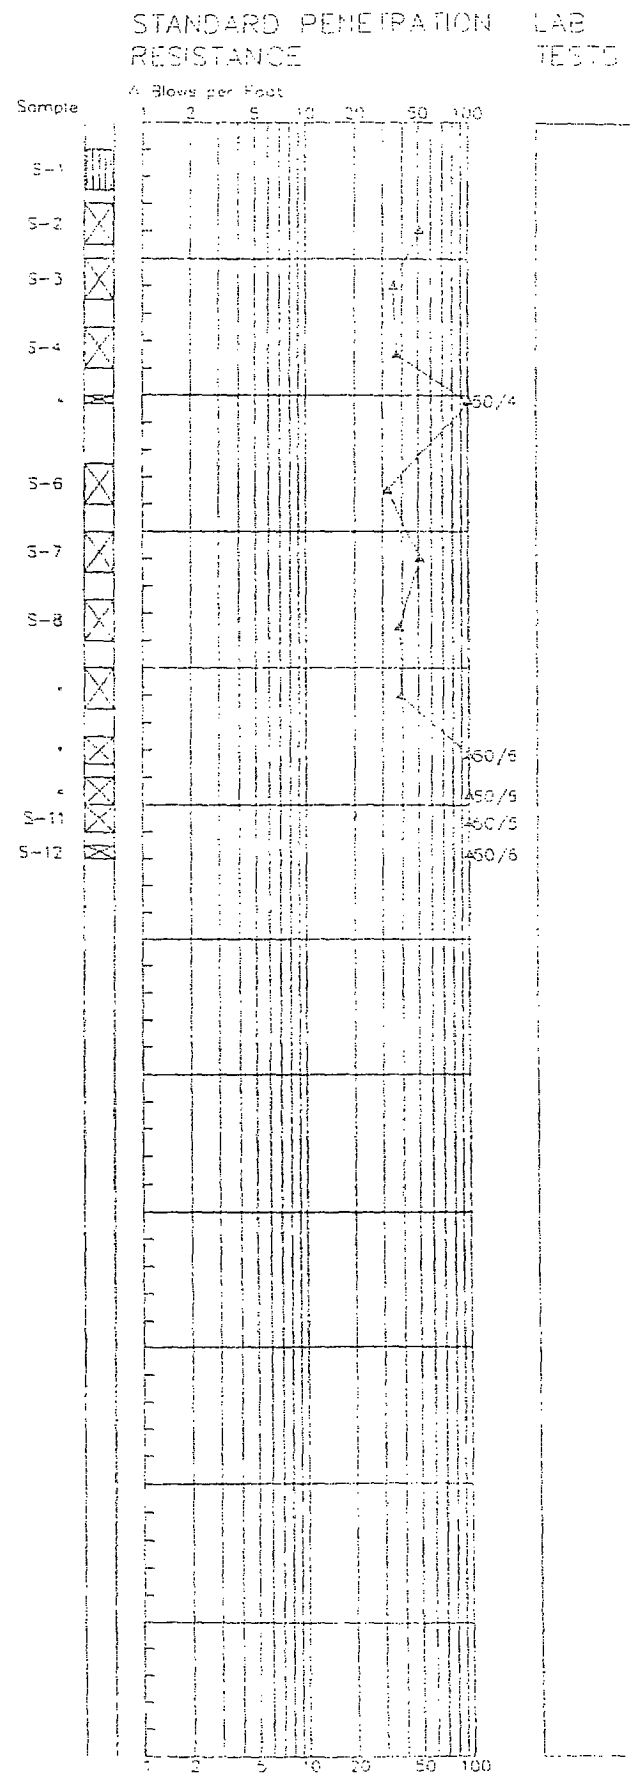 STANDARD PENETRATION LAB
RESISTANCE TESTS
△ Blows per Foot
Sample
1 2 5 10 20 50 100
S-1
S-2
S-3
S-4
50/4
S-6
S-7
S-8
50/5
50/5
S-11 50/5
S-12 50/6
1 2 5 10 20 50 100